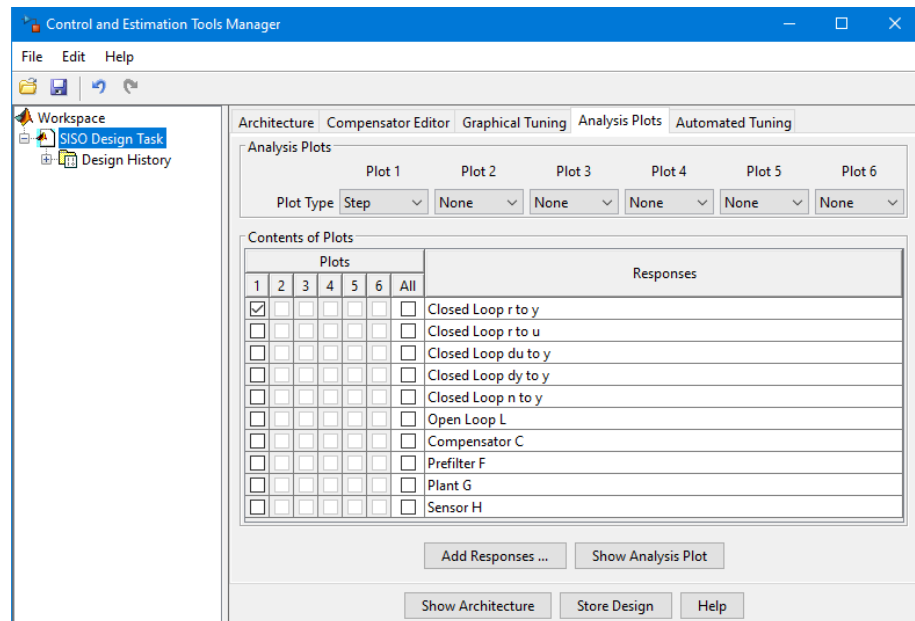 Control and Estimation Tools Manager
File Edit Help
Workspace
SISO Design Task
Design History
Architecture Compensator Editor Graphical Tuning Analysis Plots Automated Tuning
Analysis Plots
Plot 1 Plot 2 Plot 3 Plot 4 Plot 5 Plot 6
Plot Type Step None None None None None
Contents of Plots
Plots
Responses
1 2 3 4 5 6 All
Closed Loop r to y
Closed Loop r to u
Closed Loop du to y
Closed Loop dy to y
Closed Loop n to y
Open Loop L
Compensator C
Prefilter F
Plant G
Sensor H
Add Responses ... Show Analysis Plot
Show Architecture Store Design Help